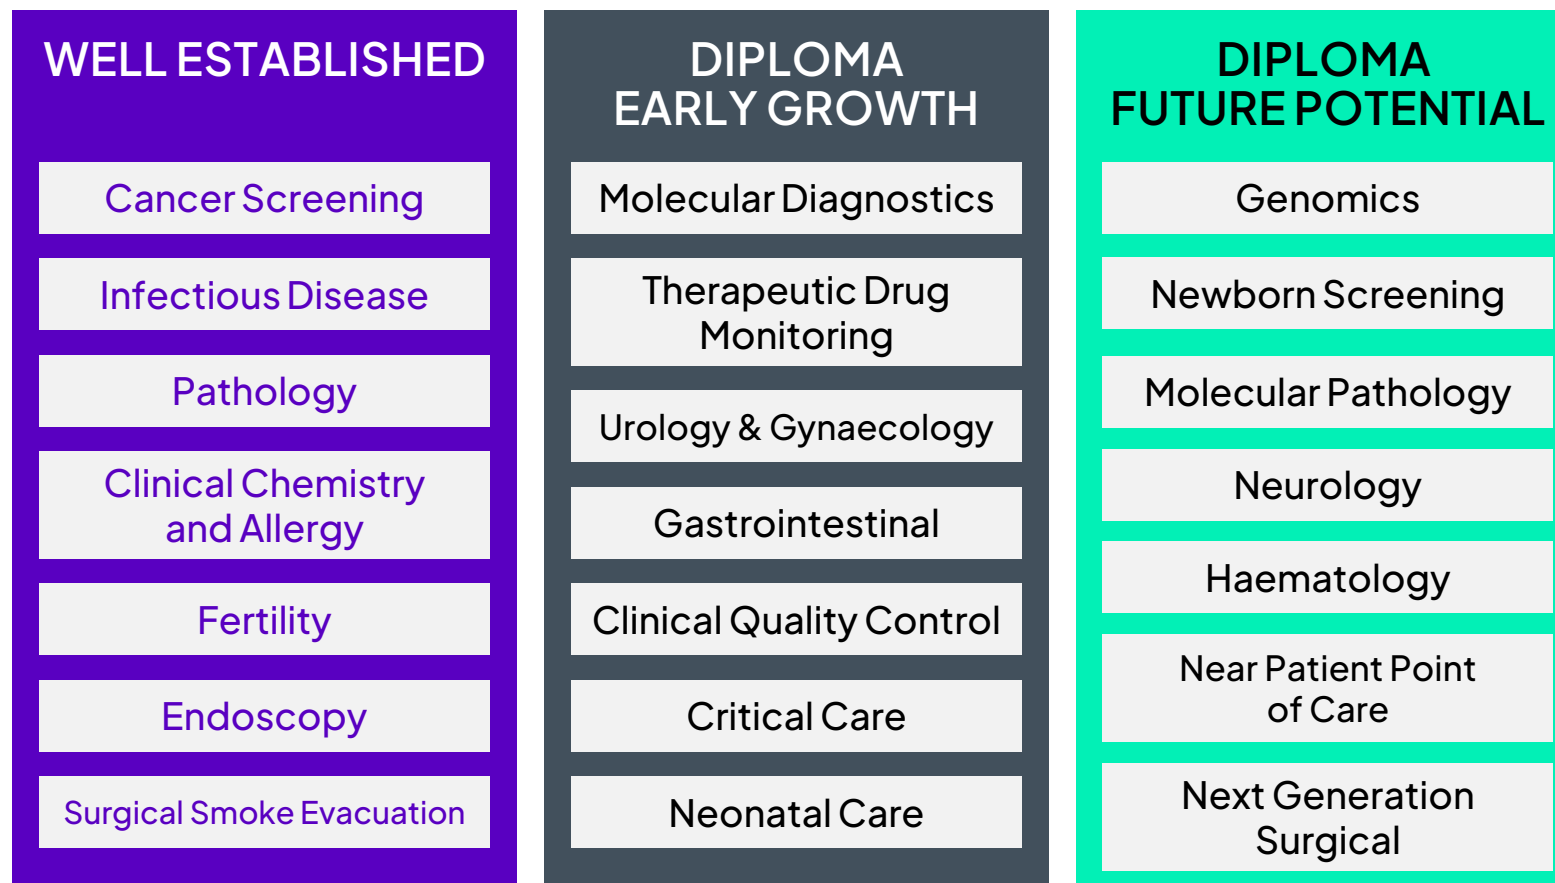 WELL ESTABLISHED
Cancer Screening
Infectious Disease
Pathology
Clinical Chemistry
and Allergy
Fertility
Endoscopy
Surgical Smoke Evacuation
DIPLOMA
EARLY GROWTH
Molecular Diagnostics
Therapeutic Drug
Monitoring
Urology & Gynaecology
Gastrointestinal
Clinical Quality Control
Critical Care
Neonatal Care
DIPLOMA
FUTURE POTENTIAL
Genomics
Newborn Screening
Molecular Pathology
Neurology
Haematology
Near Patient Point
of Care
Next Generation
Surgical